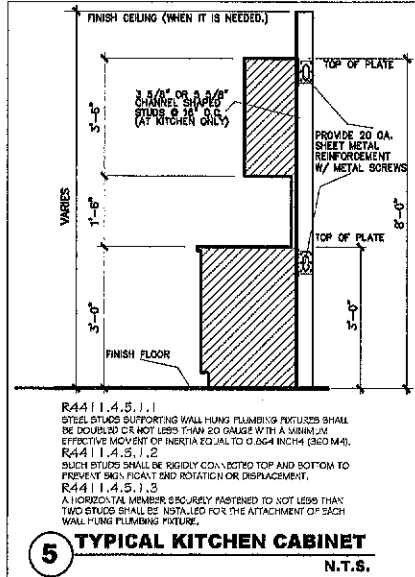 FINISH CEILING (WHEN IT IS NEEDED.)
TOP OF PLATE
3 5/8" OR 5 5/8"
CHANNEL SHAPED
STUDS @ 16" O.C.
(AT KITCHEN ONLY)
3'-6"
PROVIDE 20 GA.
SHEET METAL
REINFORCEMENT
W/ METAL SCREWS
VARIES
1'-6"
8'-0"
TOP OF PLATE
3'-0"
3'-0"
FINISH FLOOR
R4411.4.5.1.1
STEEL STUDS SUPPORTING WALL HUNG PLUMBING FIXTURES SHALL
BE DOUBLED OR NOT LESS THAN 20 GAUGE WITH A MINIMUM
EFFECTIVE MOVENT OF INERTIA EQUAL TO 0.864 INCH4 (360 M4).
R4411.4.5.1.2
SUCH STUDS SHALL BE RIGIDLY CONNECTED TOP AND BOTTOM TO
PREVENT SIGNIFICANT END ROTATION OR DISPLACEMENT.
R4411.4.5.1.3
A HORIZONTAL MEMBER SECURELY FASTENED TO NOT LESS THAN
TWO STUDS SHALL BE INSTALLED FOR THE ATTACHMENT OF EACH
WALL HUNG PLUMBING FIXTURE.
5 TYPICAL KITCHEN CABINET
N.T.S.